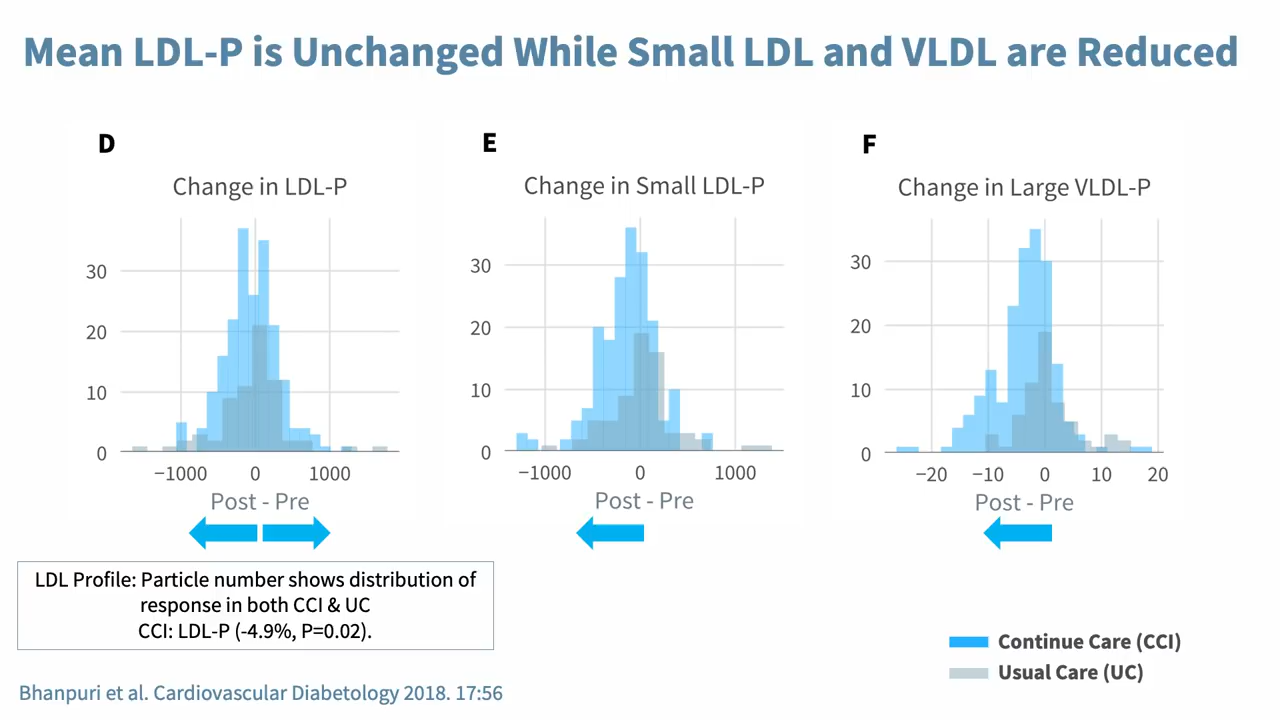 Mean LDL-P is Unchanged While Small LDL and VLDL are Reduced
D
Change in LDL-P
30
20
10
0
−1000 0 1000
Post - Pre
E
Change in Small LDL-P
30
20
10
0
−1000 0 1000
Post - Pre
F
Change in Large VLDL-P
30
20
10
0
−20 −10 0 10 20
Post - Pre
LDL Profile: Particle number shows distribution of
response in both CCI & UC
CCI: LDL-P (-4.9%, P=0.02).
Continue Care (CCI)
Usual Care (UC)
Bhanpuri et al. Cardiovascular Diabetology 2018. 17:56